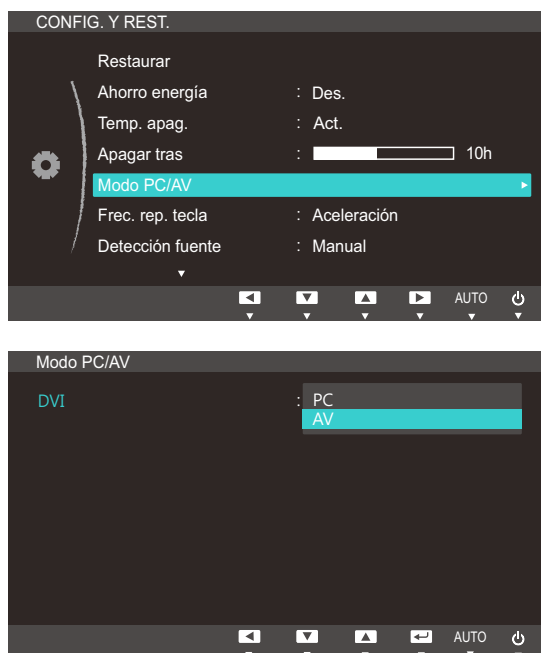 CONFIG. Y REST.
Restaurar
Ahorro energía : Des.
Temp. apag. : Act.
Apagar tras : 10h
Modo PC/AV
Frec. rep. tecla : Aceleración
Detección fuente : Manual
AUTO
Modo PC/AV
DVI : PC
AV
AUTO